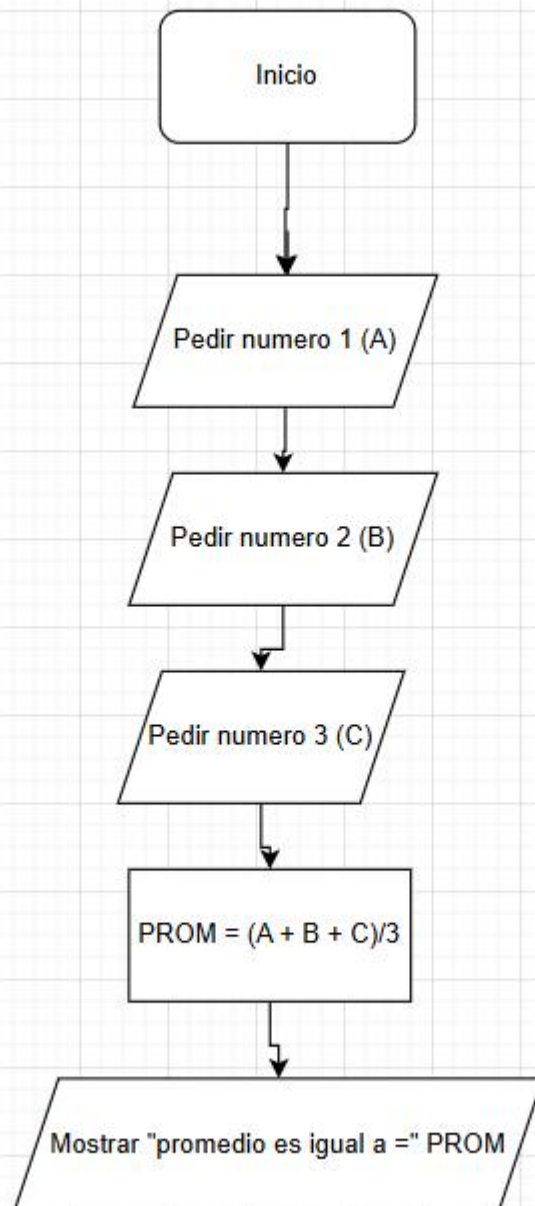 Inicio
Pedir numero 1 (A)
Pedir numero 2 (B)
Pedir numero 3 (C)
PROM = (A + B + C)/3
Mostrar "promedio es igual a =" PROM